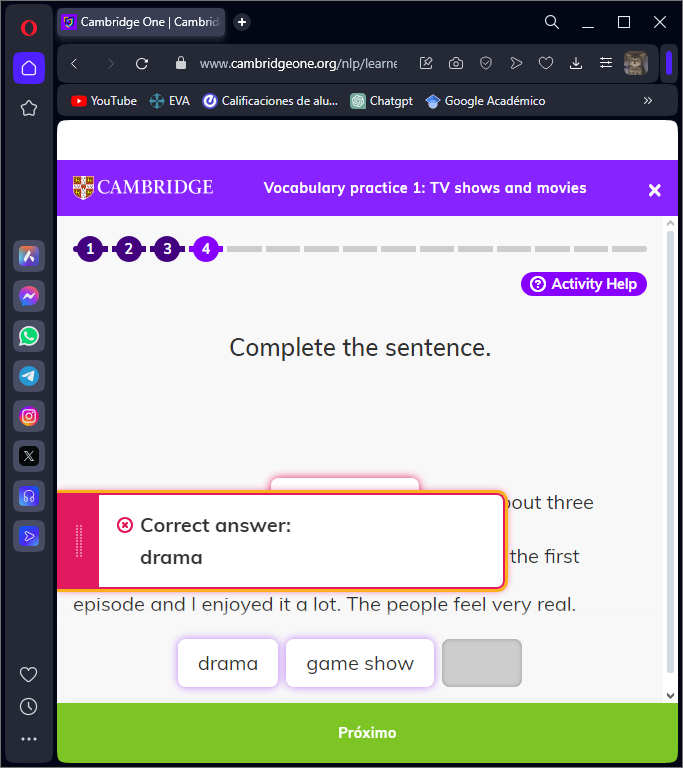 Cambridge One | Cambrid
www.cambridgeone.org/nlp/learne
YouTube
EVA
Calificaciones de alu...
Chatgpt
Google Académico
CAMBRIDGE
Vocabulary practice 1: TV shows and movies
1 2 3 4
Activity Help
Complete the sentence.
bout three
Correct answer:
drama
the first
episode and I enjoyed it a lot. The people feel very real.
drama
game show
Próximo